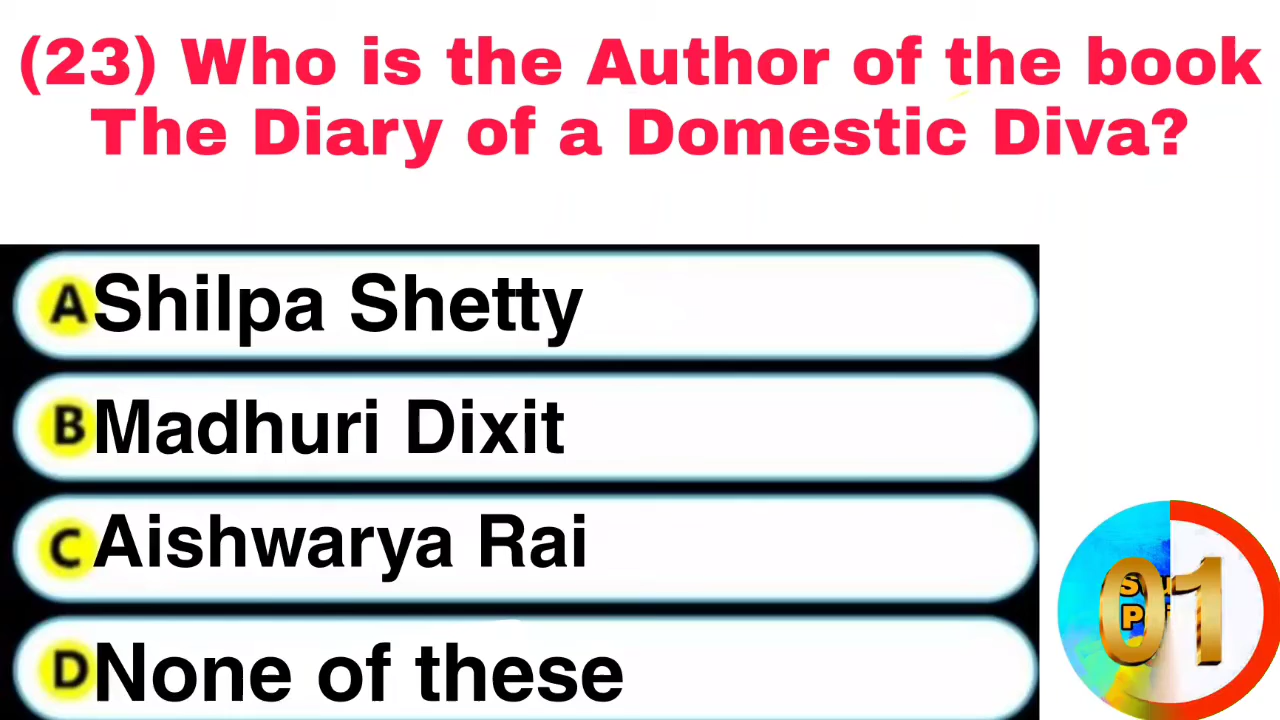 (23) Who is the Author of the book
The Diary of a Domestic Diva?
A Shilpa Shetty
B Madhuri Dixit
C Aishwarya Rai
D None of these
01